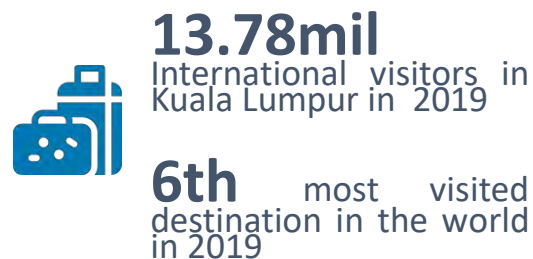 13.78mil
International visitors in
Kuala Lumpur in 2019
6th most visited
destination in the world
in 2019